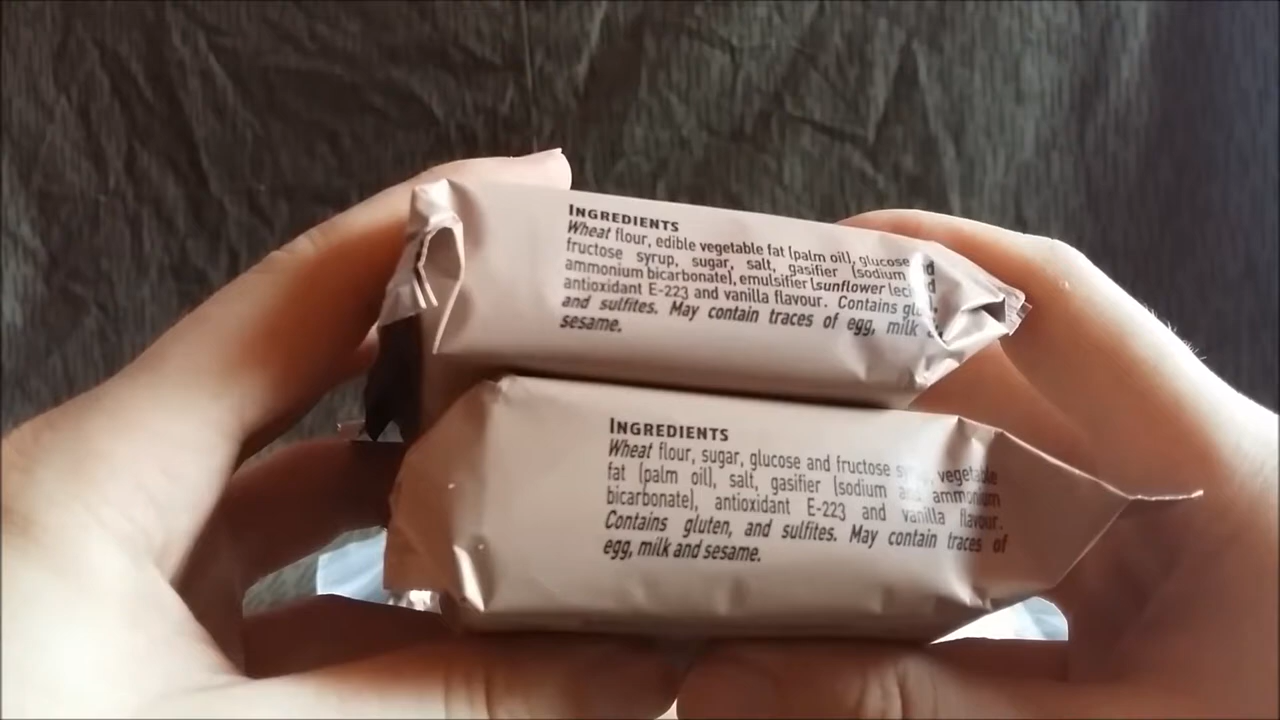 INGREDIENTS
Wheat flour, edible vegetable fat (palm oil), glucose
fructose syrup, sugar, salt, gasifier (sodium
ammonium bicarbonate), emulsifier (sunflower
antioxidant E-223 and vanilla flavour. Contains
and sulfites. May contain traces of egg, milk
sesame.
INGREDIENTS
Wheat flour, sugar, glucose and fructose vegetable
fat (palm oil), salt, gasifier (sodium ammonium
bicarbonate), antioxidant E-223 and vanilla flavour.
Contains gluten, and sulfites. May contain traces of
egg, milk and sesame.